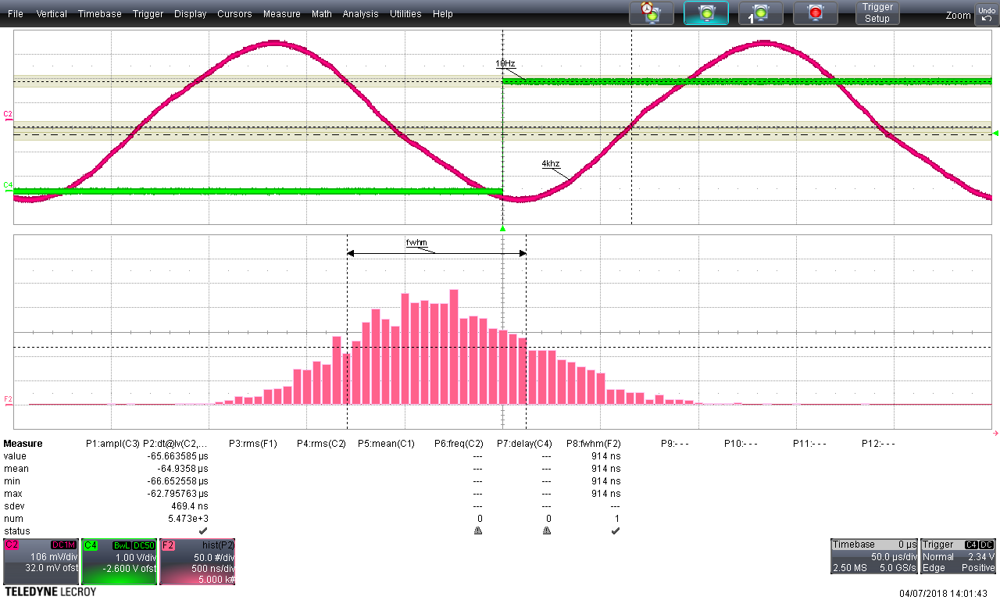 File Vertical Timebase Trigger Display Cursors Measure Math Analysis Utilities Help
1
Trigger Setup
Zoom
Undo
C2
10Hz
4khz
C4
fwhm
F2
Measure P1:ampl(C3) P2:dt@lv(C2,... P3:rms(F1) P4:rms(C2) P5:mean(C1) P6:freq(C2) P7:delay(C4) P8:fwhm(F2) P9:--- P10:--- P11:--- P12:---
value -65.663585 µs --- --- 914 ns
mean -64.9358 µs --- --- 914 ns
min -66.652558 µs --- --- 914 ns
max -62.795763 µs --- --- 914 ns
sdev 469.4 ns --- --- ---
num 5.473e+3 0 0 1
status
C2 DC1M
106 mV/div
32.0 mV ofst
C4 BwL DC50
1.00 V/div
-2.600 V ofst
F2 hist(P2)
50.0 #/div
500 ns/div
5.000 k#
Timebase 0 µs
50.0 µs/div
2.50 MS 5.0 GS/s
Trigger C4 DC
Normal 2.34 V
Edge Positive
TELEDYNE LECROY
04/07/2018 14:01:43